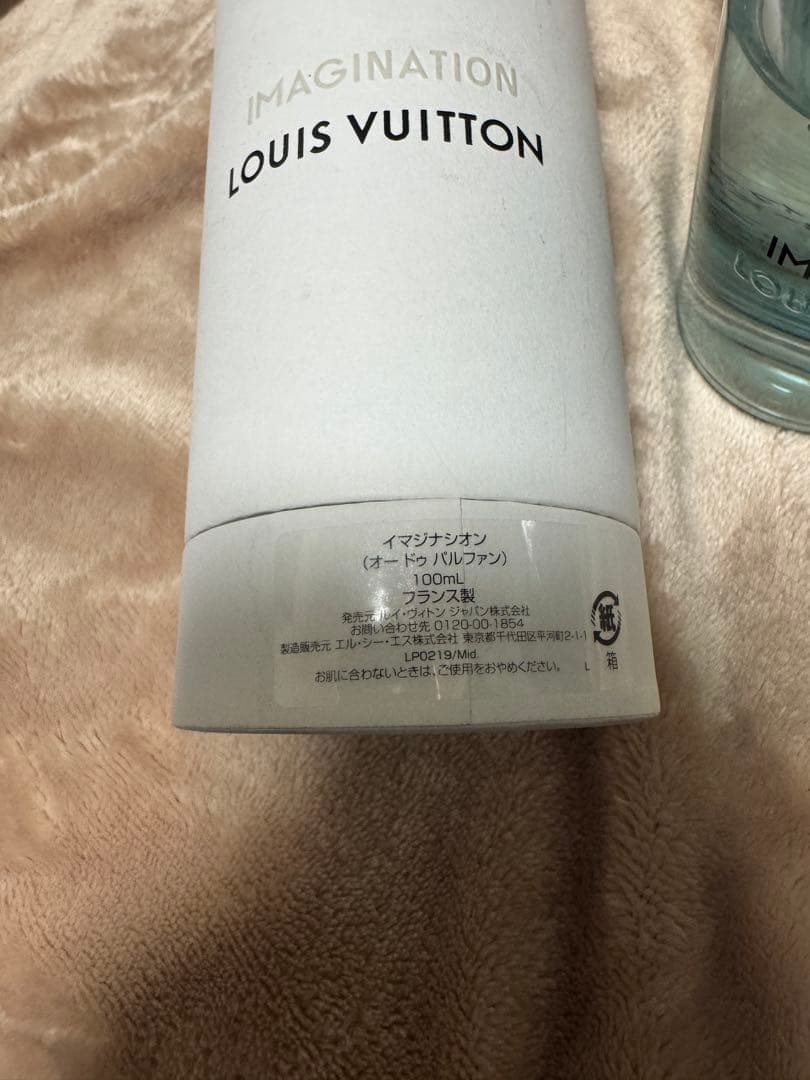 IMAGINATION
LOUIS VUITTON
イマジナシオン
(オー ドゥ パルファン)
100mL
フランス製
発売元 ルイ・ヴィトン ジャパン株式会社
お問い合わせ先 0120-00-1854
製造販売元 エル・シー・エス株式会社 東京都千代田区平河町2-1-1
LP0219/Mid.
お肌に合わないときは、ご使用をおやめください。 L
紙
箱
IM
LOU